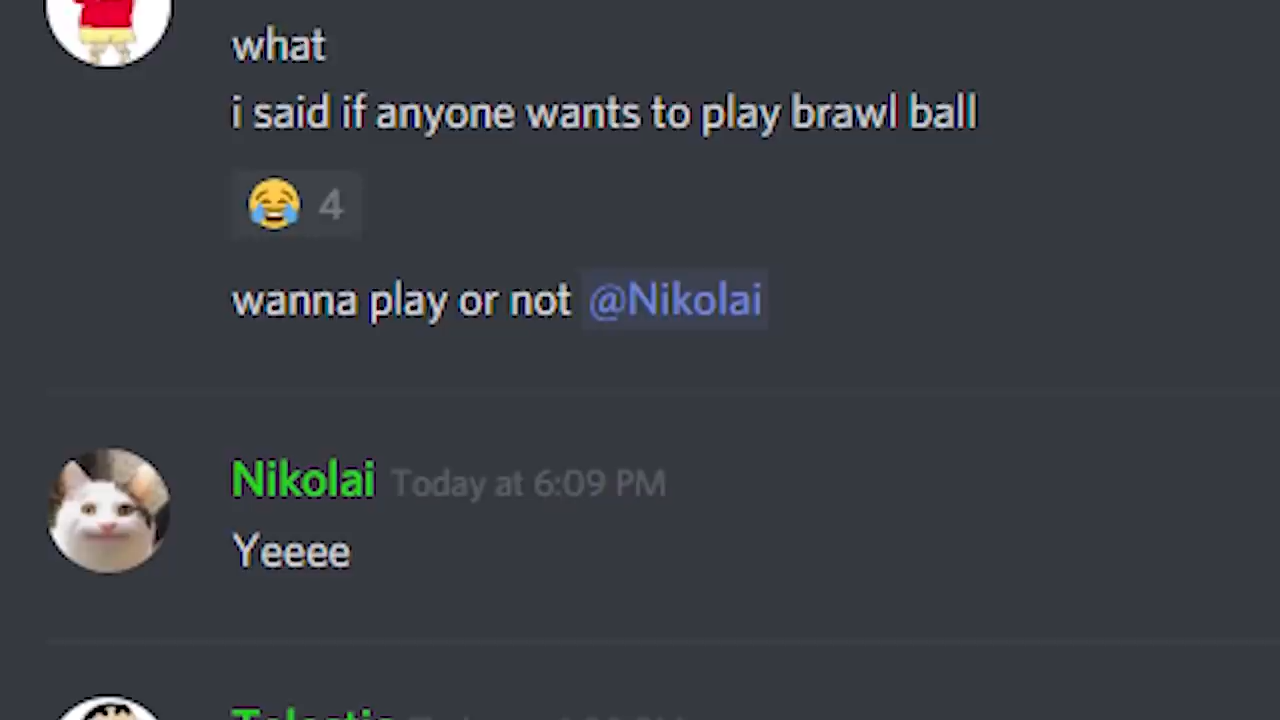 what
i said if anyone wants to play brawl ball
😂 4
wanna play or not @Nikolai
Nikolai Today at 6:09 PM
Yeeee